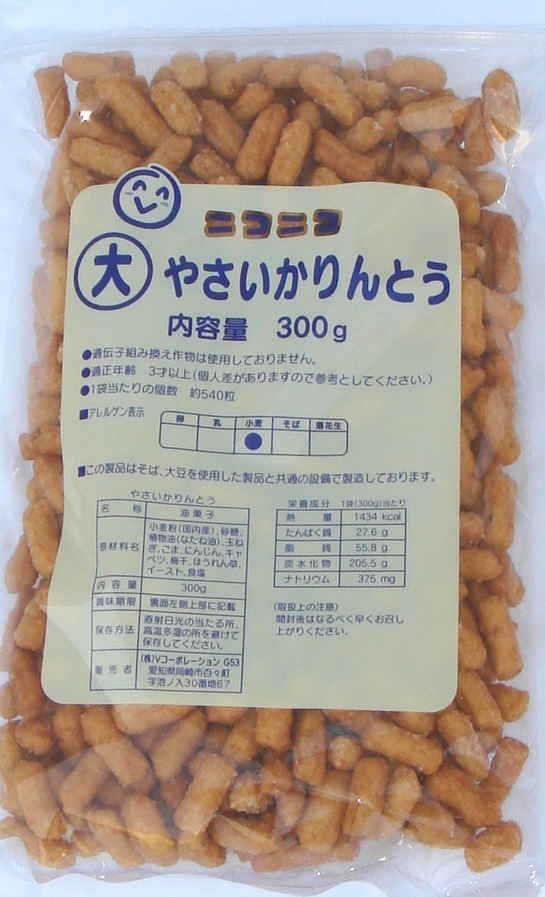 ニコニコ
大 やさいかりんとう
内容量 300g
●遺伝子組み換え作物は使用しておりません。
●適正年齢 3才以上(個人差がありますので参考としてください。)
●1袋当たりの個数 約540粒
■アレルゲン表示
卵 乳 小麦 そば 落花生
●
■この製品はそば、大豆を使用した製品と共通の設備で製造しております。
やさいかりんとう
名称 油菓子
原材料名 小麦粉(国内産)、砂糖、
植物油(なたね油)、玉ね
ぎ、ごま、にんじん、キャ
ベツ、梅干、ほうれん草、
イースト、食塩
内容量 300g
賞味期限 裏面左側上部に記載
保存方法 直射日光の当たる所、
高温多湿の所を避けて
保存してください。
販売者 (株)Vコーポレーション G53
愛知県岡崎市百々町
字池ノ入30番地67
栄養成分 1袋(300g)当たり
熱量 1434 kcal
たんぱく質 27.6 g
脂質 55.8 g
炭水化物 205.5 g
ナトリウム 375 mg
〈取扱上の注意〉
開封後はなるべく早くお召し
上がりください。